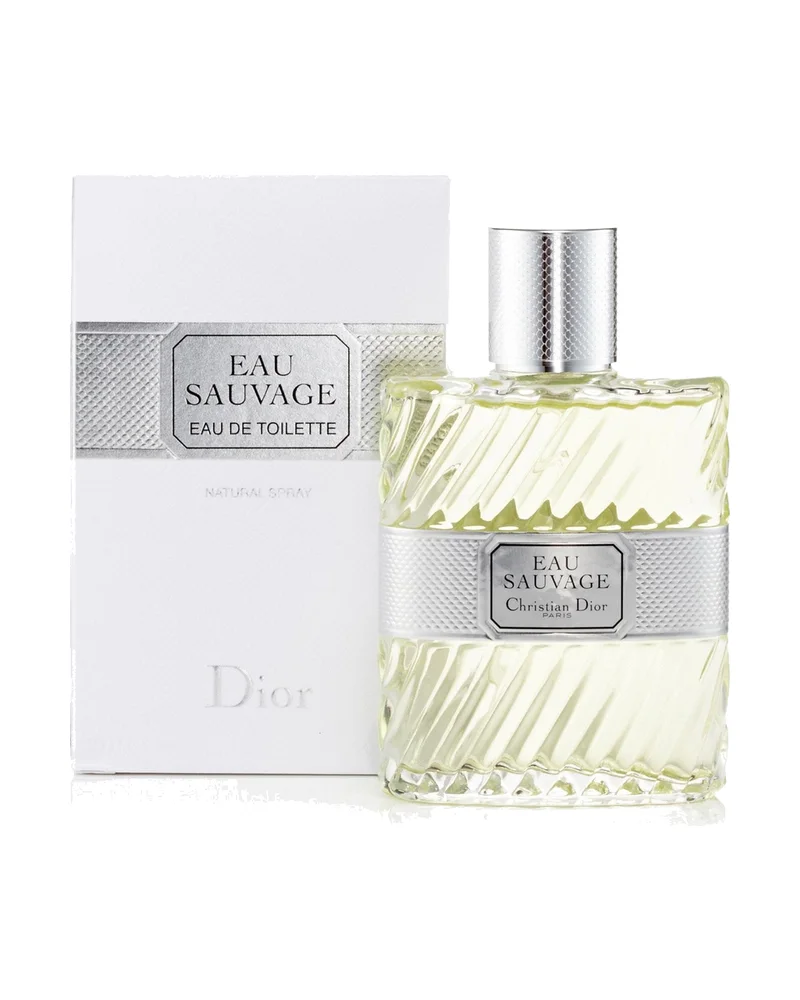 EAU
SAUVAGE
EAU DE TOILETTE
NATURAL SPRAY
Dior
EAU
SAUVAGE
Christian Dior
PARIS